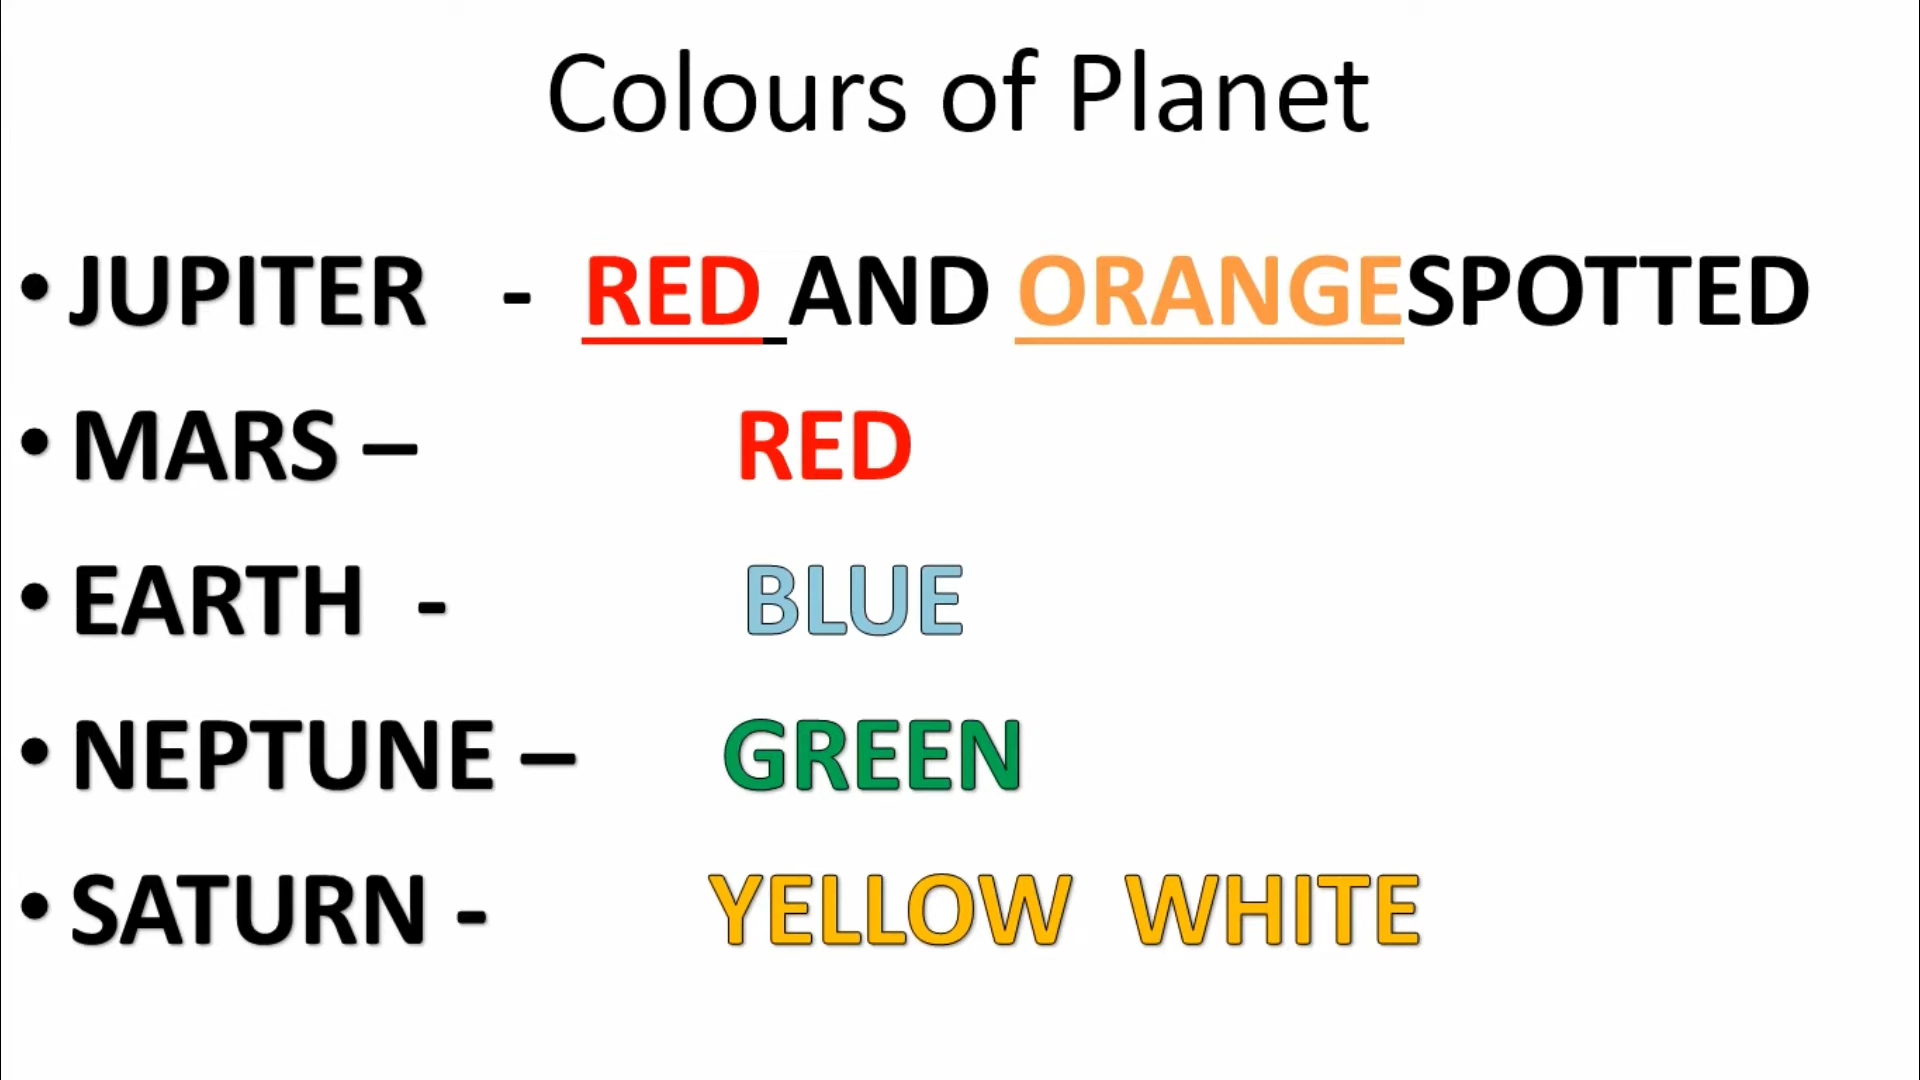 Colours of Planet
• JUPITER - RED AND ORANGESPOTTED
• MARS – RED
• EARTH - BLUE
• NEPTUNE – GREEN
• SATURN - YELLOW WHITE